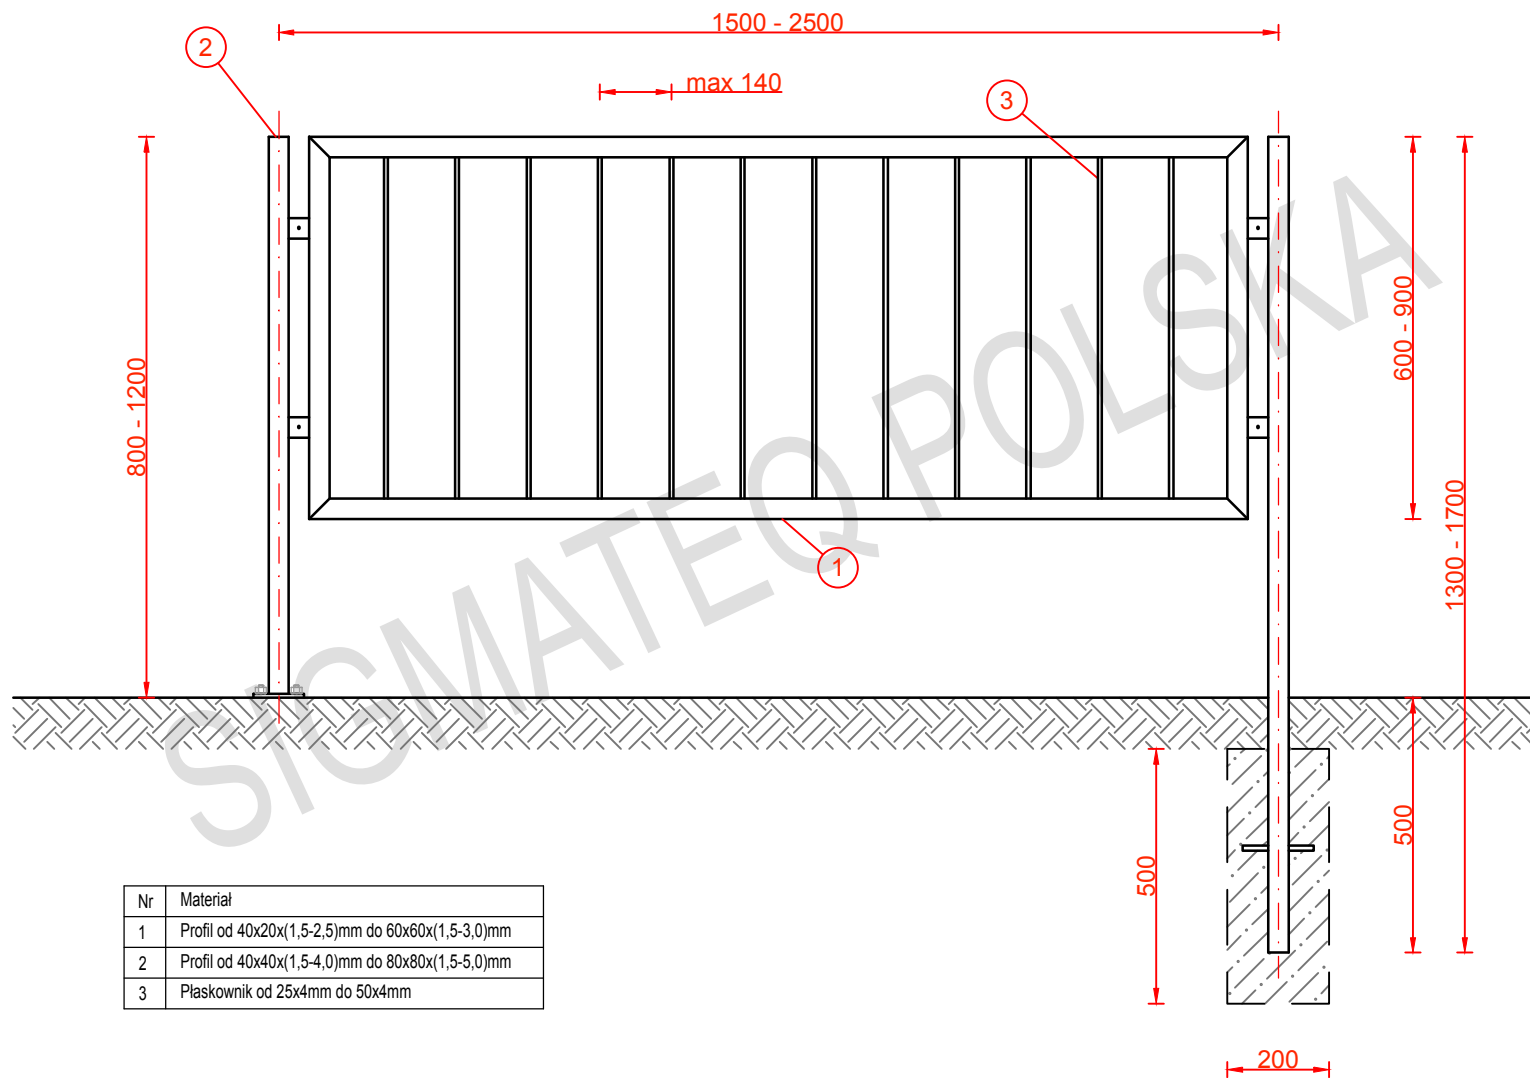 1500 - 2500
2
max 140
3
800 - 1200
600 - 900
1300 - 1700
1
500
500
200
SIGMATEQ POLSKA
Nr Materiał
1 Profil od 40x20x(1,5-2,5)mm do 60x60x(1,5-3,0)mm
2 Profil od 40x40x(1,5-4,0)mm do 80x80x(1,5-5,0)mm
3 Płaskownik od 25x4mm do 50x4mm